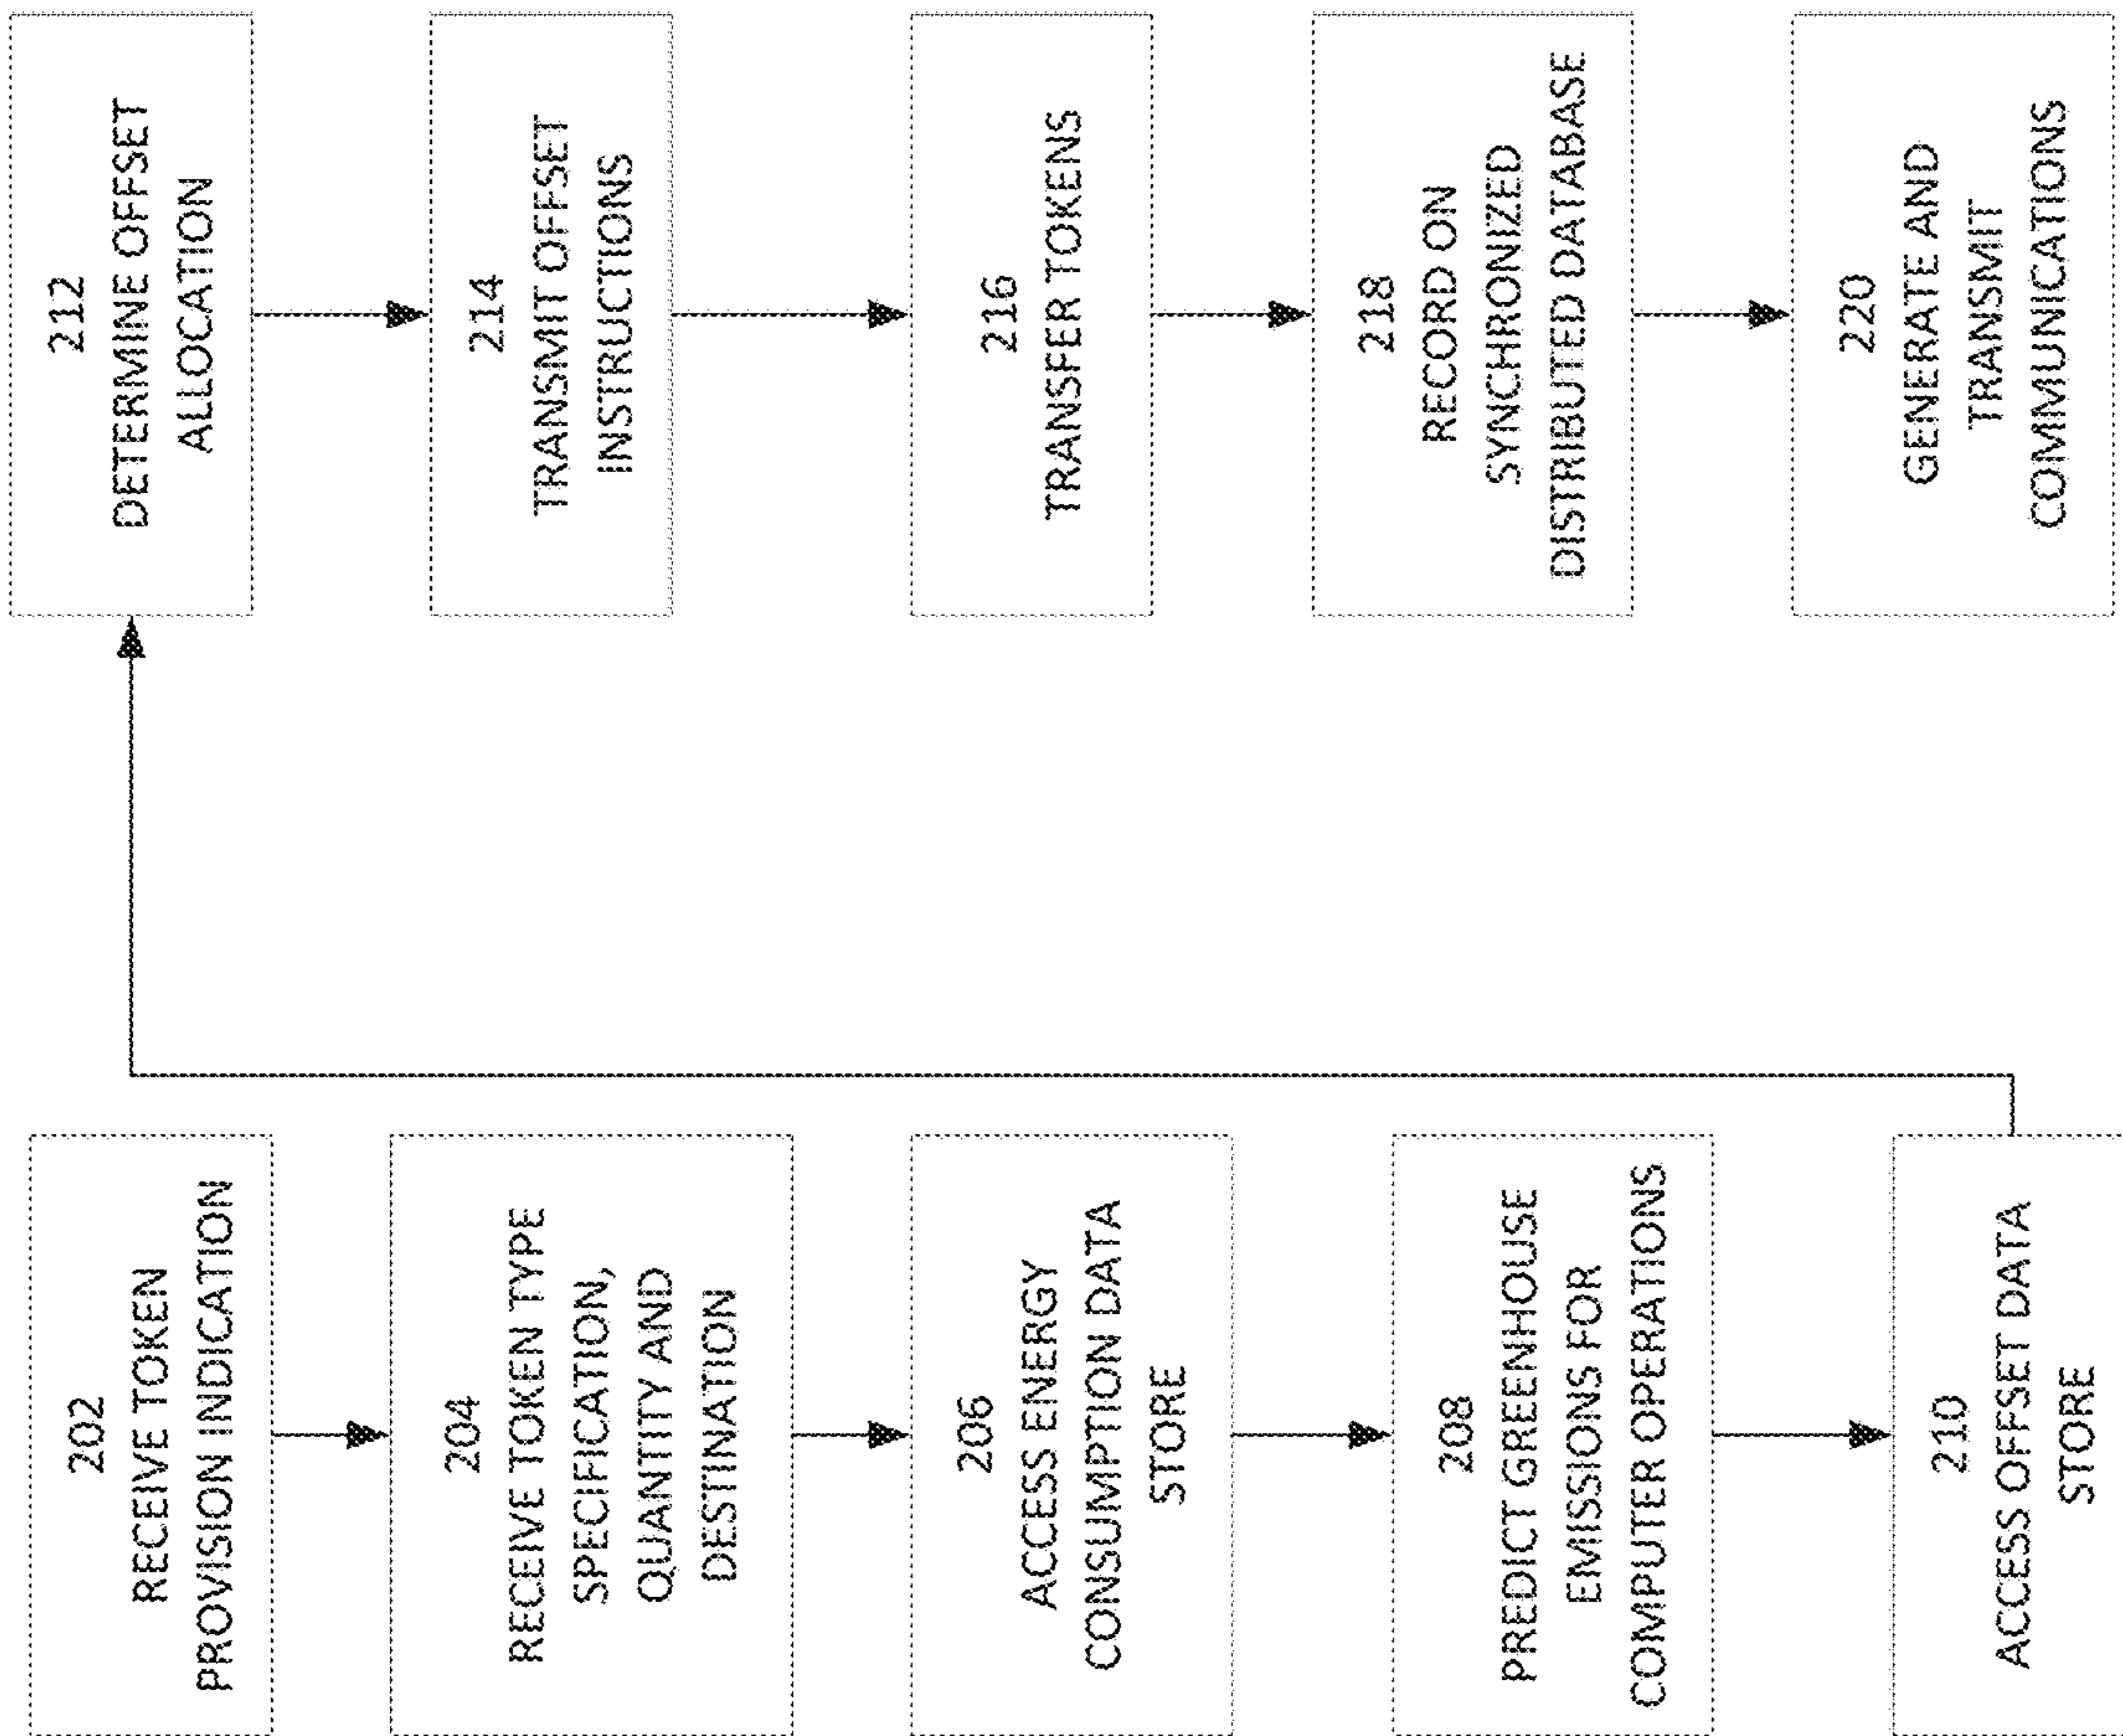 202
RECEIVE TOKEN
PROVISION INDICATION
204
RECEIVE TOKEN TYPE
SPECIFICATION,
QUANTITY AND
DESTINATION
206
ACCESS ENERGY
CONSUMPTION DATA
STORE
208
PREDICT GREENHOUSE
EMISSIONS FOR
COMPUTER OPERATIONS
210
ACCESS OFFSET DATA
STORE
212
DETERMINE OFFSET
ALLOCATION
214
TRANSMIT OFFSET
INSTRUCTIONS
216
TRANSFER TOKENS
218
RECORD ON
SYNCHRONIZED
DISTRIBUTED DATABASE
220
GENERATE AND
TRANSMIT
COMMUNICATIONS